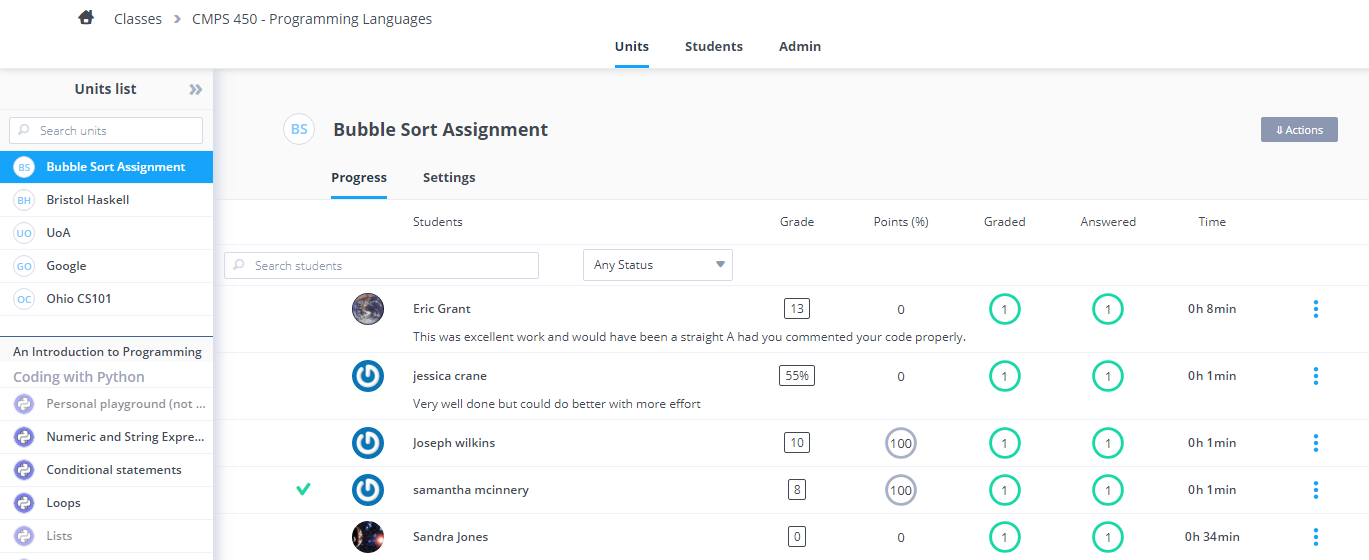 Classes » CMPS 450 - Programming Languages
Units Students Admin
Units list »
Search units
BS Bubble Sort Assignment
BH Bristol Haskell
UO UoA
GO Google
OC Ohio CS101
An Introduction to Programming
Coding with Python
Personal playground (not ...
Numeric and String Expre...
Conditional statements
Loops
Lists
BS Bubble Sort Assignment
⇓ Actions
Progress Settings
Students Grade Points (%) Graded Answered Time
Search students Any Status
Eric Grant 13 0 1 1 0h 8min
This was excellent work and would have been a straight A had you commented your code properly.
jessica crane 55% 0 1 1 0h 1min
Very well done but could do better with more effort
Joseph wilkins 10 100 1 1 0h 1min
samantha mcinnery 8 100 1 1 0h 1min
Sandra Jones 0 0 1 1 0h 34min